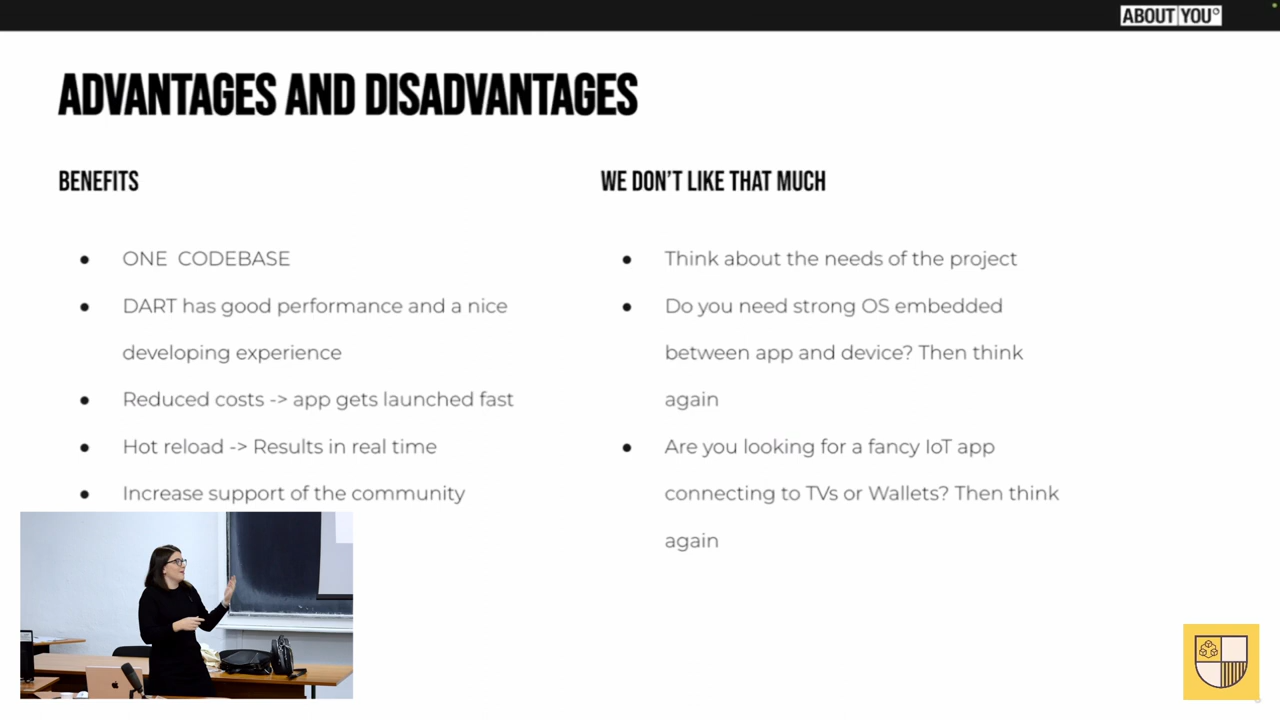 ABOUT YOU°
ADVANTAGES AND DISADVANTAGES
BENEFITS
● ONE CODEBASE
● DART has good performance and a nice
developing experience
● Reduced costs -> app gets launched fast
● Hot reload -> Results in real time
● Increase support of the community
WE DON'T LIKE THAT MUCH
● Think about the needs of the project
● Do you need strong OS embedded
between app and device? Then think
again
● Are you looking for a fancy IoT app
connecting to TVs or Wallets? Then think
again